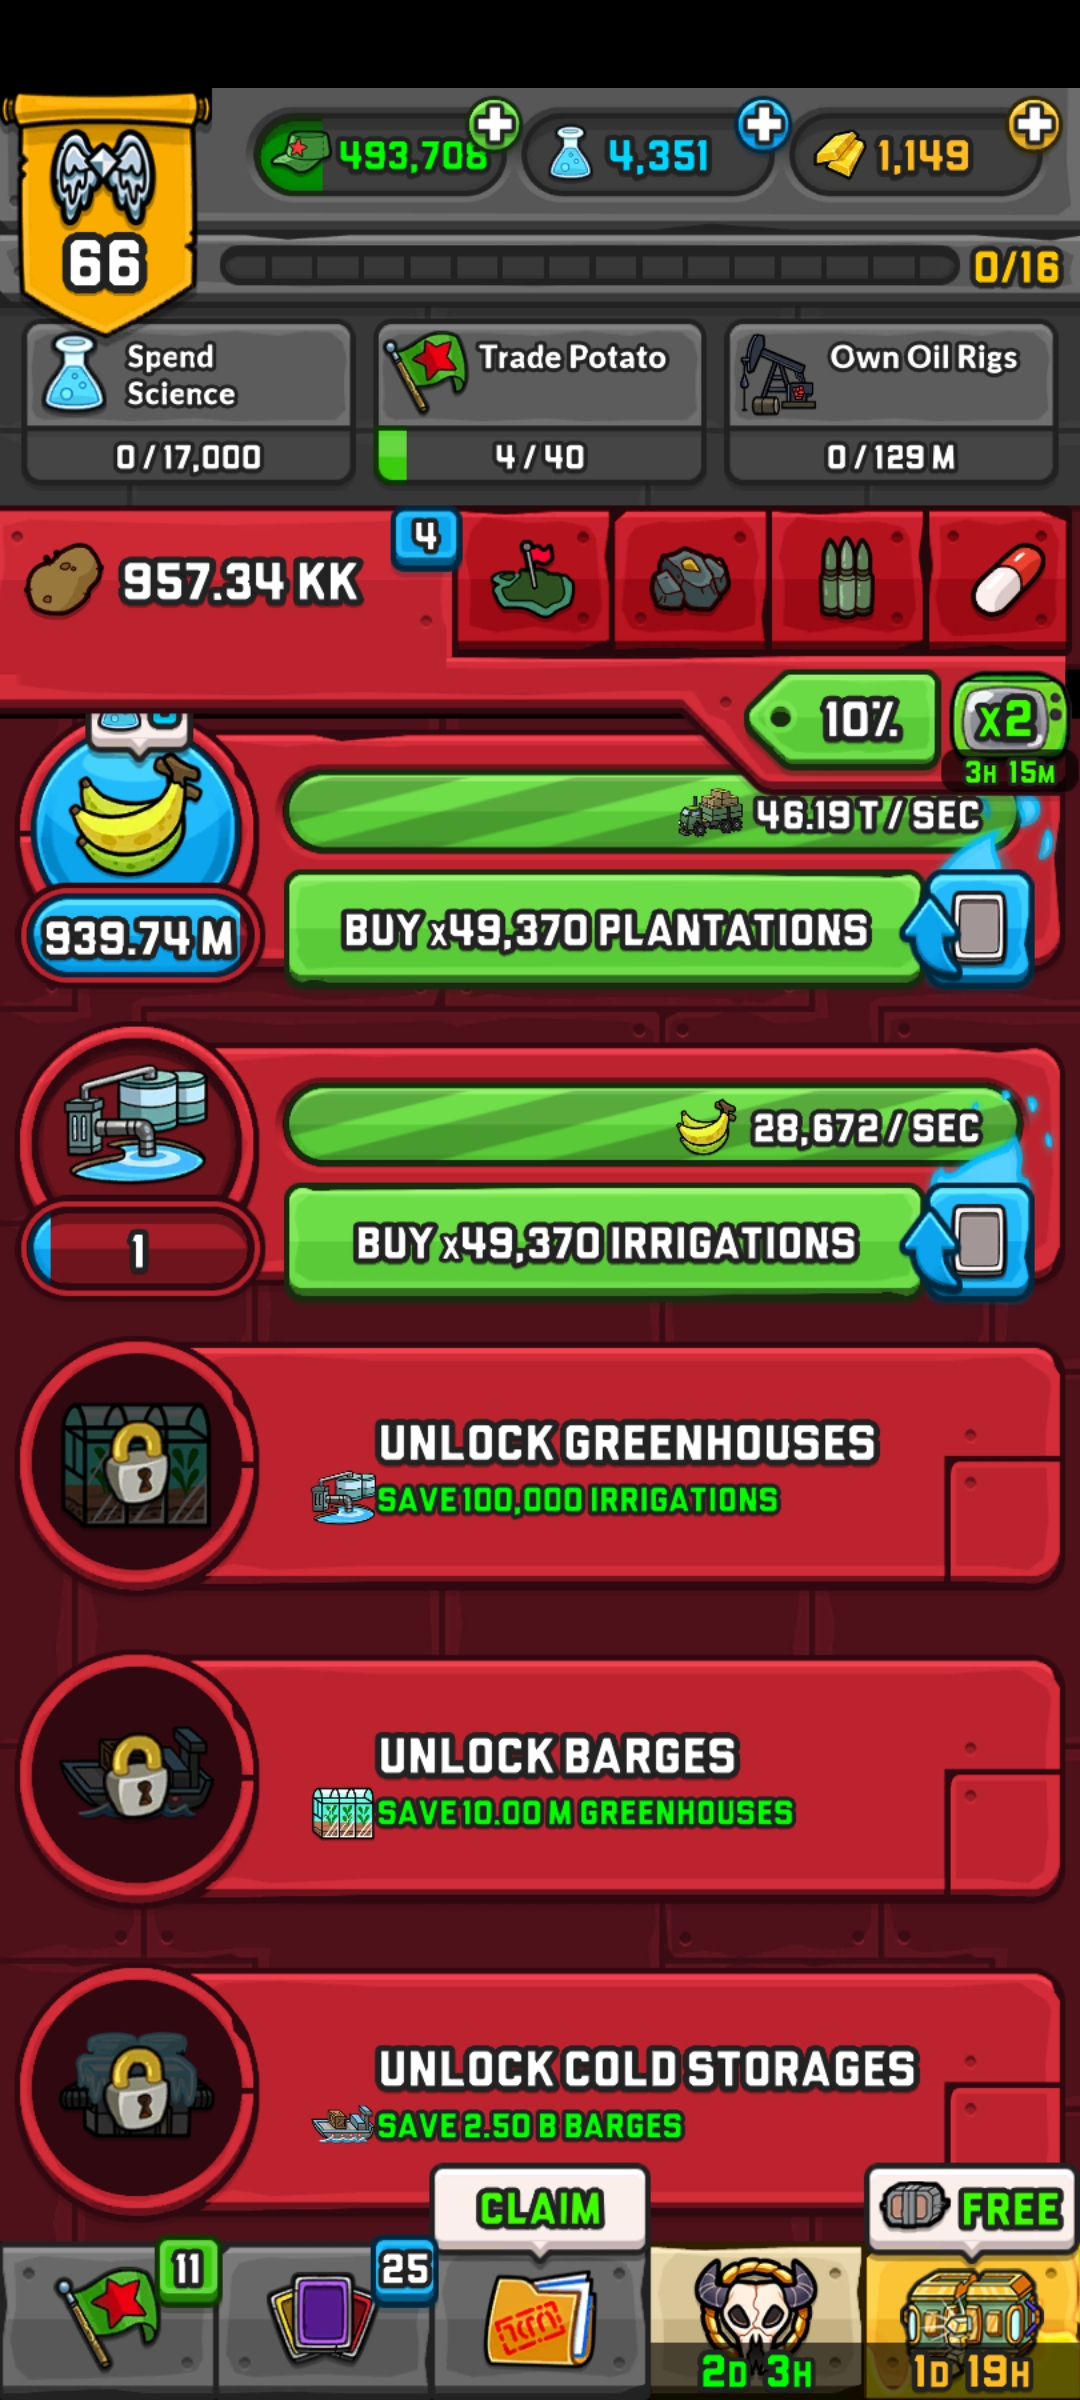 493,708
4,351
1,149
66
0/16
Spend
Science
Trade Potato
Own Oil Rigs
0 / 17,000
4 / 40
0 / 129 M
957.34 KK
4
10%
X2
3H 15M
46.19 T / SEC
939.74 M
BUY x49,370 PLANTATIONS
28,672 / SEC
1
BUY x49,370 IRRIGATIONS
UNLOCK GREENHOUSES
SAVE 100,000 IRRIGATIONS
UNLOCK BARGES
SAVE 10.00 M GREENHOUSES
UNLOCK COLD STORAGES
SAVE 2.50 B BARGES
CLAIM
FREE
11
25
2D 3H
1D 19H